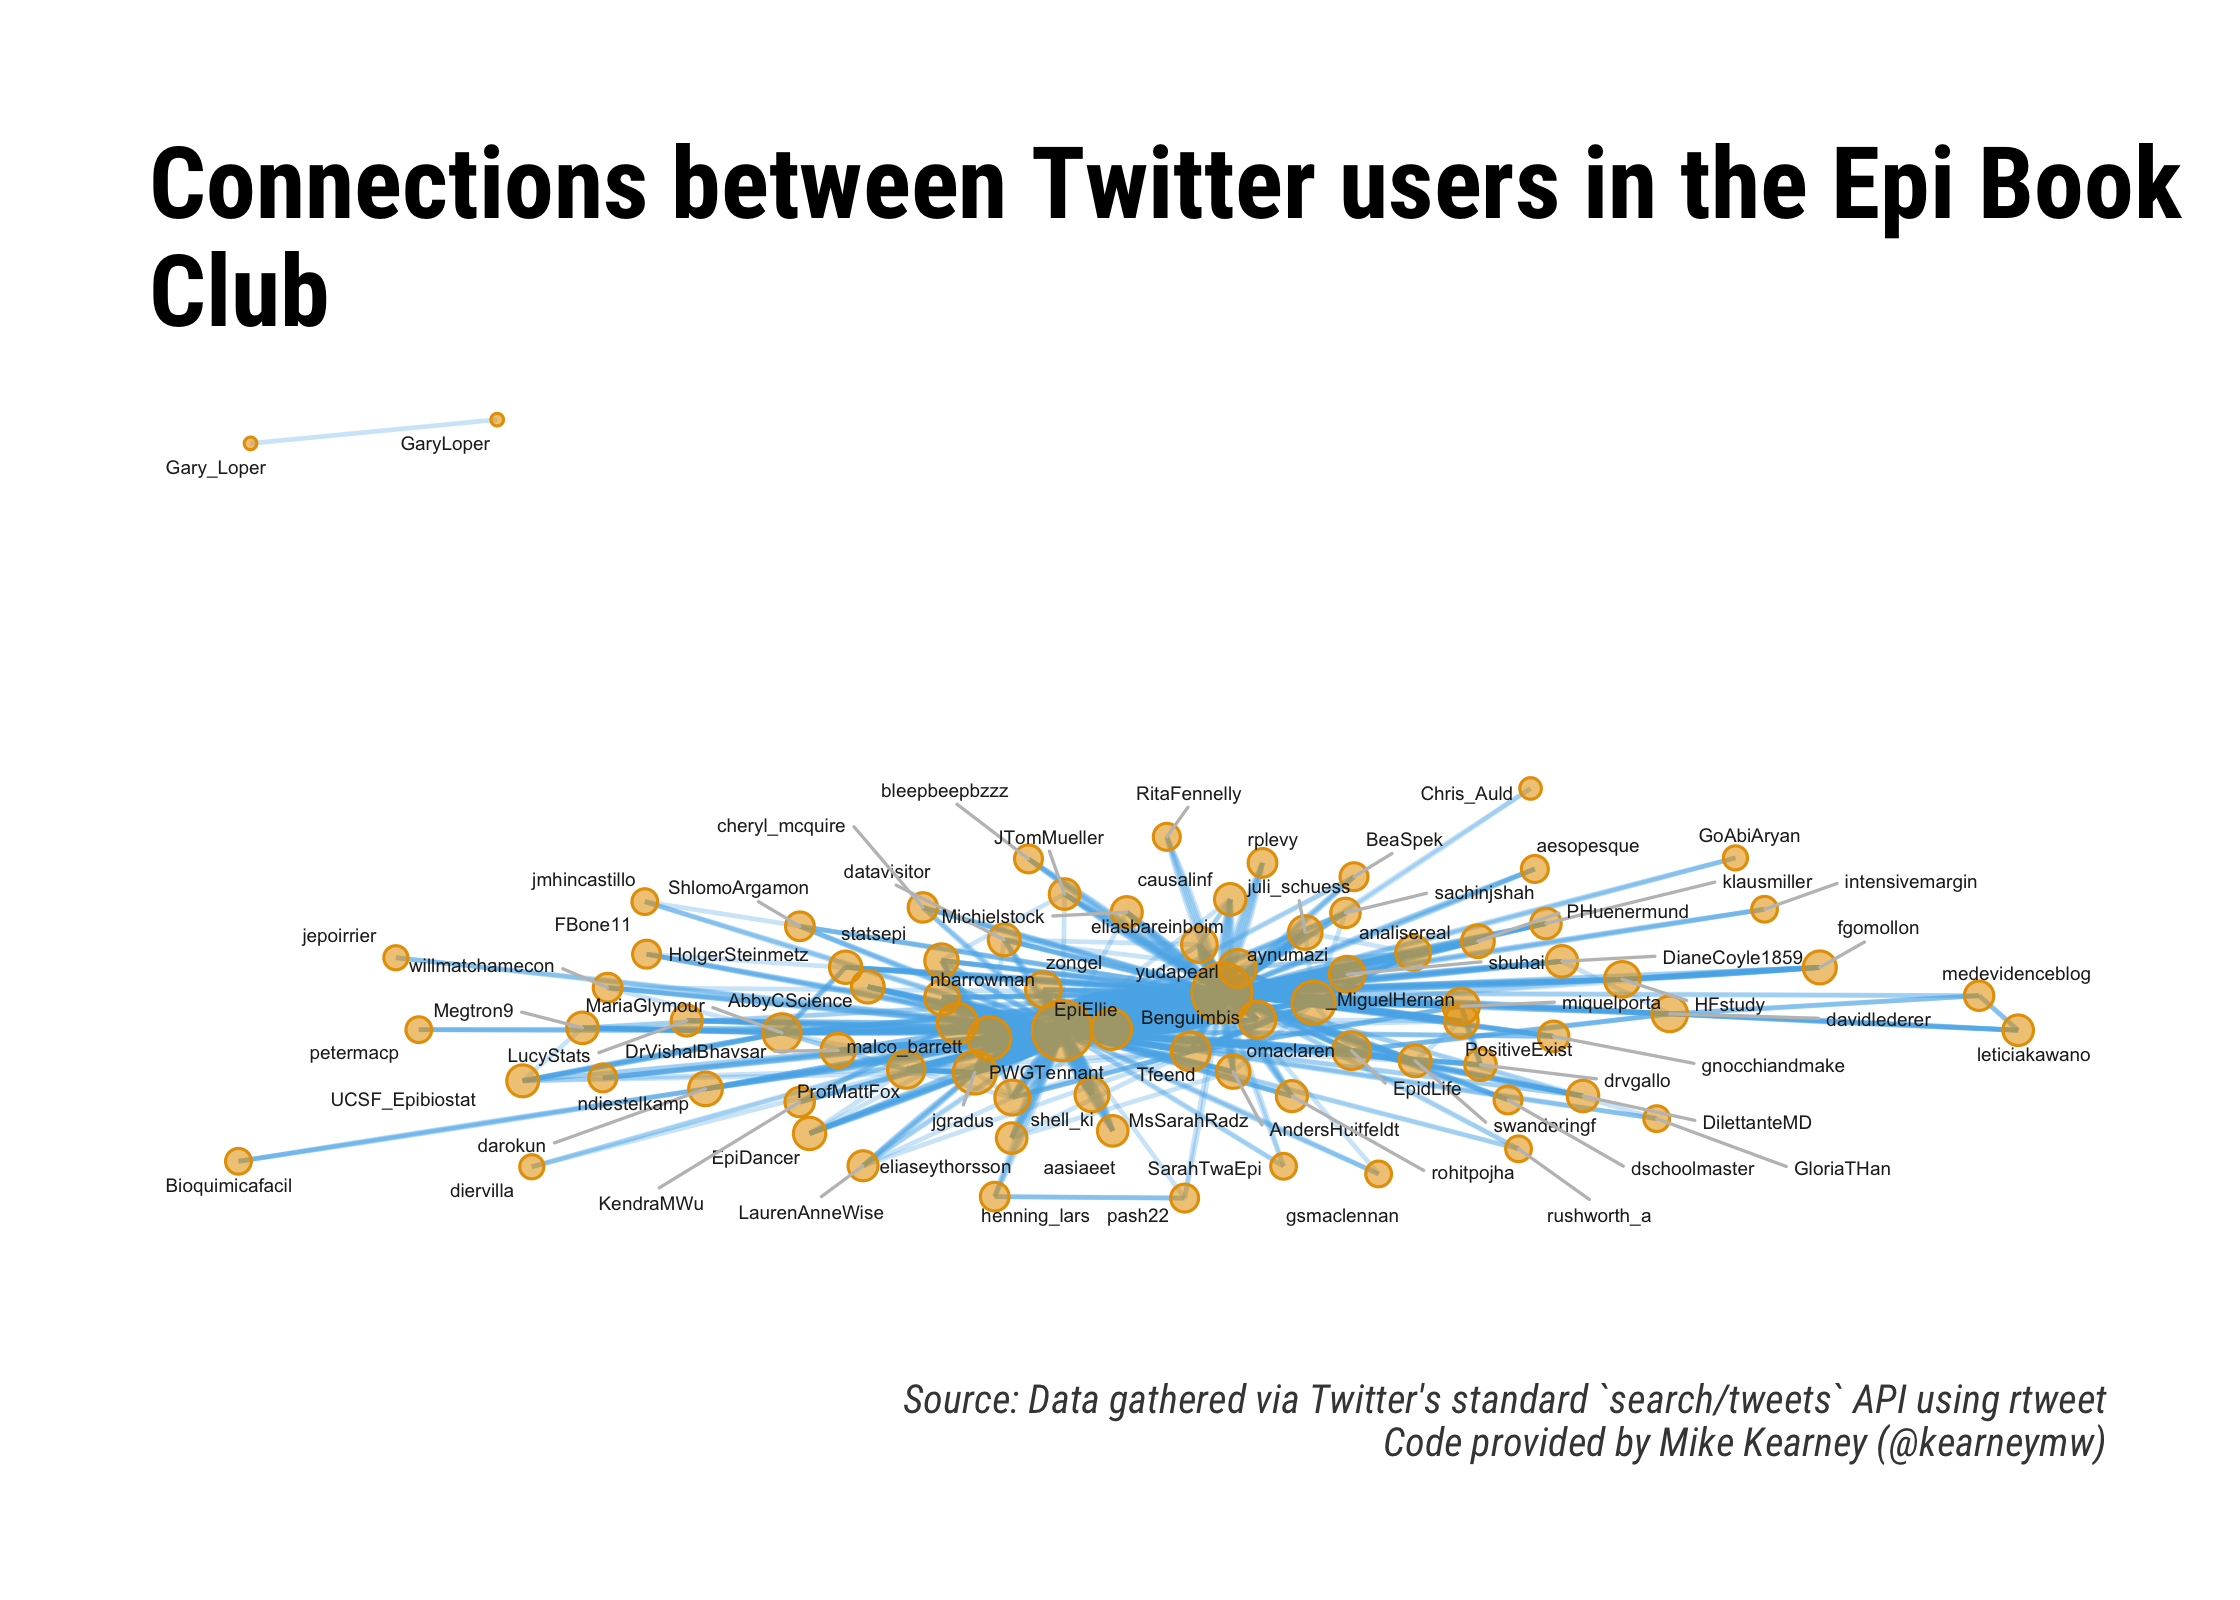 Connections between Twitter users in the Epi Book
Club
GaryLoper
Gary_Loper
bleepbeepbzzz
RitaFennelly
Chris_Auld
cheryl_mcquire
JTomMueller
rplevy
BeaSpek
GoAbiAryan
aesopesque
datavisitor
jmhincastillo
ShlomoArgamon
causalinf
juli_schuess
sachinjshah
klausmiller
intensivemargin
FBone11
Michielstock
eliasbareinboim
PHuenermund
jepoirrier
statsepi
analisereal
fgomollon
HolgerSteinmetz
willmatchamecon
zongel
yudapearl
aynumazi
sbuhai
DianeCoyle1859
medevidenceblog
nbarrowman
Megtron9
MariaGlymour
AbbyCScience
EpiEllie
Benguimbis
_MiguelHernan
miquelporta
HFstudy
davidlederer
petermacp
LucyStats
DrVishalBhavsar
malco_barrett
omaclaren
PositiveExist
leticiakawano
PWGTennant
Tfeend
gnocchiandmake
UCSF_Epibiostat
ndiestelkamp
ProfMattFox
EpidLife
drvgallo
jgradus
shell_ki
MsSarahRadz
AndersHuitfeldt
swanderingf
DilettanteMD
darokun
EpiDancer
eliaseythorsson
aasiaeet
SarahTwaEpi
rohitpojha
dschoolmaster
GloriaTHan
Bioquimicafacil
diervilla
KendraMWu
LaurenAnneWise
henning_lars
pash22
gsmaclennan
rushworth_a
Source: Data gathered via Twitter's standard `search/tweets` API using rtweet
Code provided by Mike Kearney (@kearneymw)